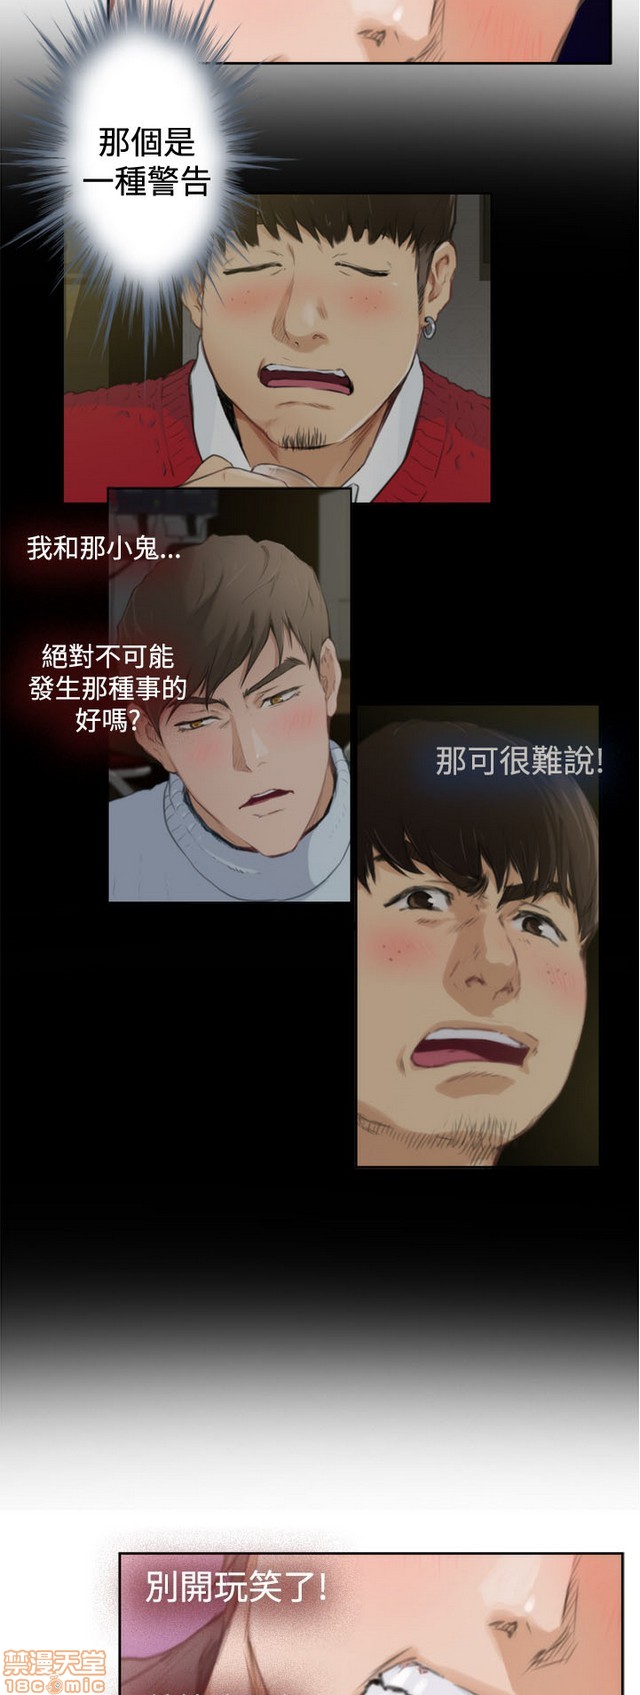 那個是
一種警告
我和那小鬼...
絕對不可能
發生那種事的
好嗎?
那可很難說!
別開玩笑了!
禁漫天堂
18comic